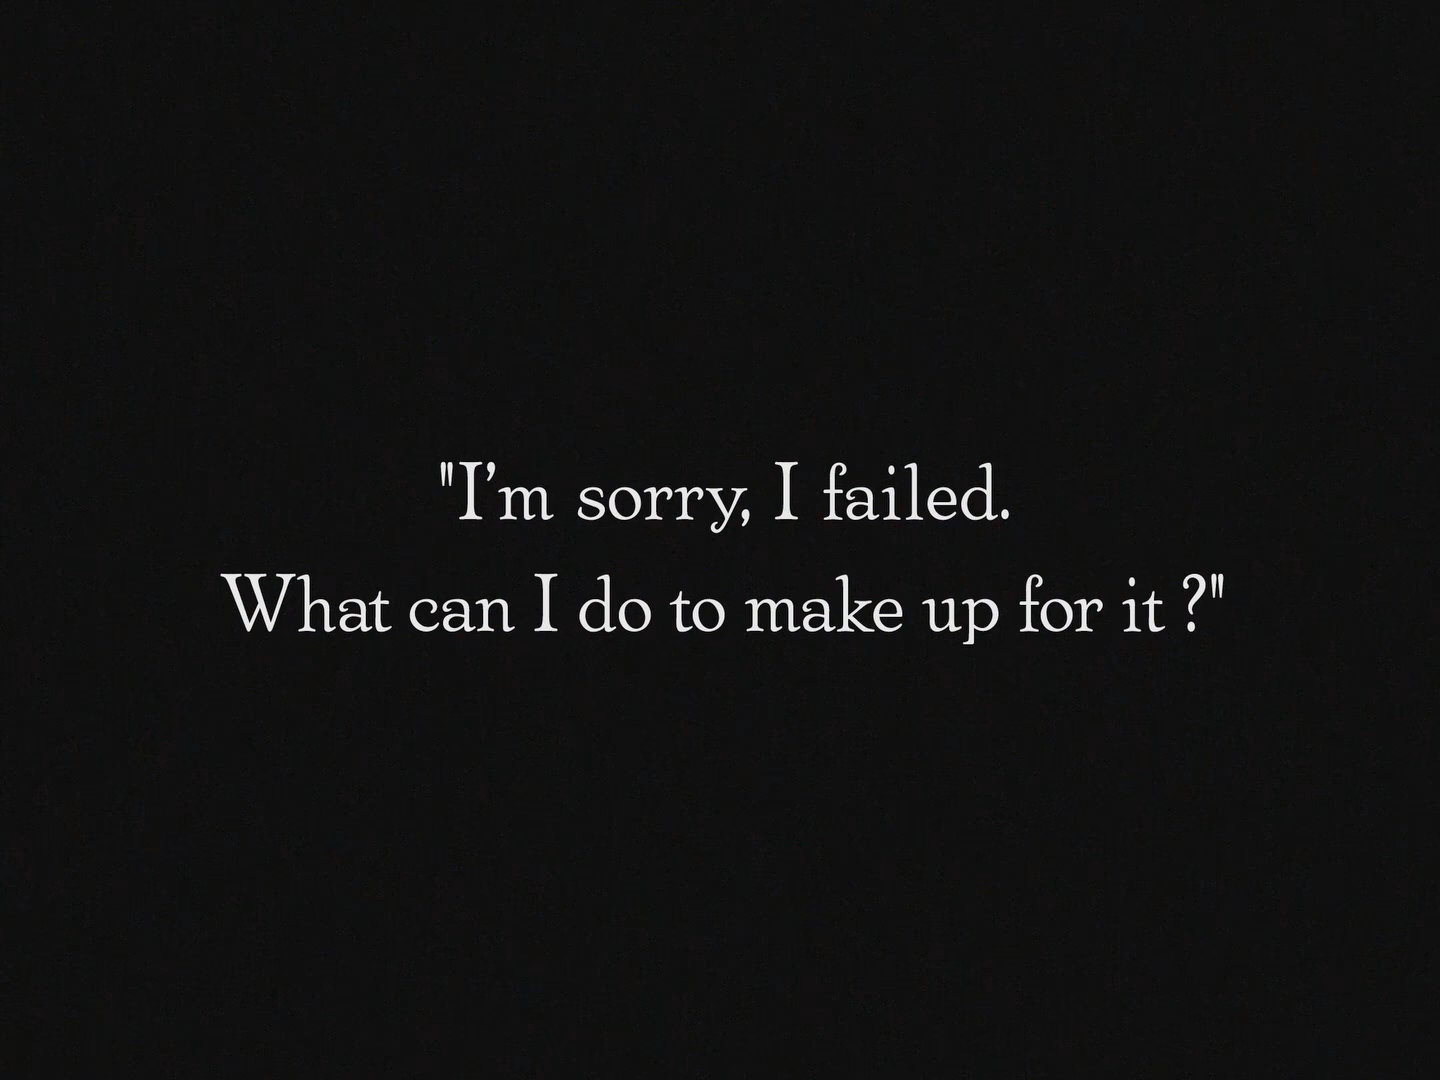 "I’m sorry, I failed.
What can I do to make up for it ?"